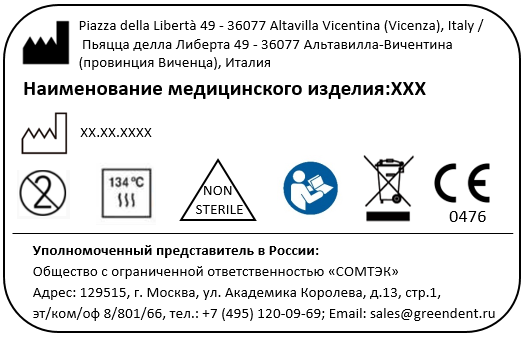 Piazza della Libertà 49 - 36077 Altavilla Vicentina (Vicenza), Italy /
Пьяцца делла Либерта 49 - 36077 Альтавилла-Вичентина
(провинция Виченца), Италия
Наименование медицинского изделия:XXX
XX.XX.XXXX
2
134 ºC
NON
STERILE
CE
0476
Уполномоченный представитель в России:
Общество с ограниченной ответственностью «СОМТЭК»
Адрес: 129515, г. Москва, ул. Академика Королева, д.13, стр.1,
эт/ком/оф 8/801/66, тел.: +7 (495) 120-09-69; Email: sales@greendent.ru